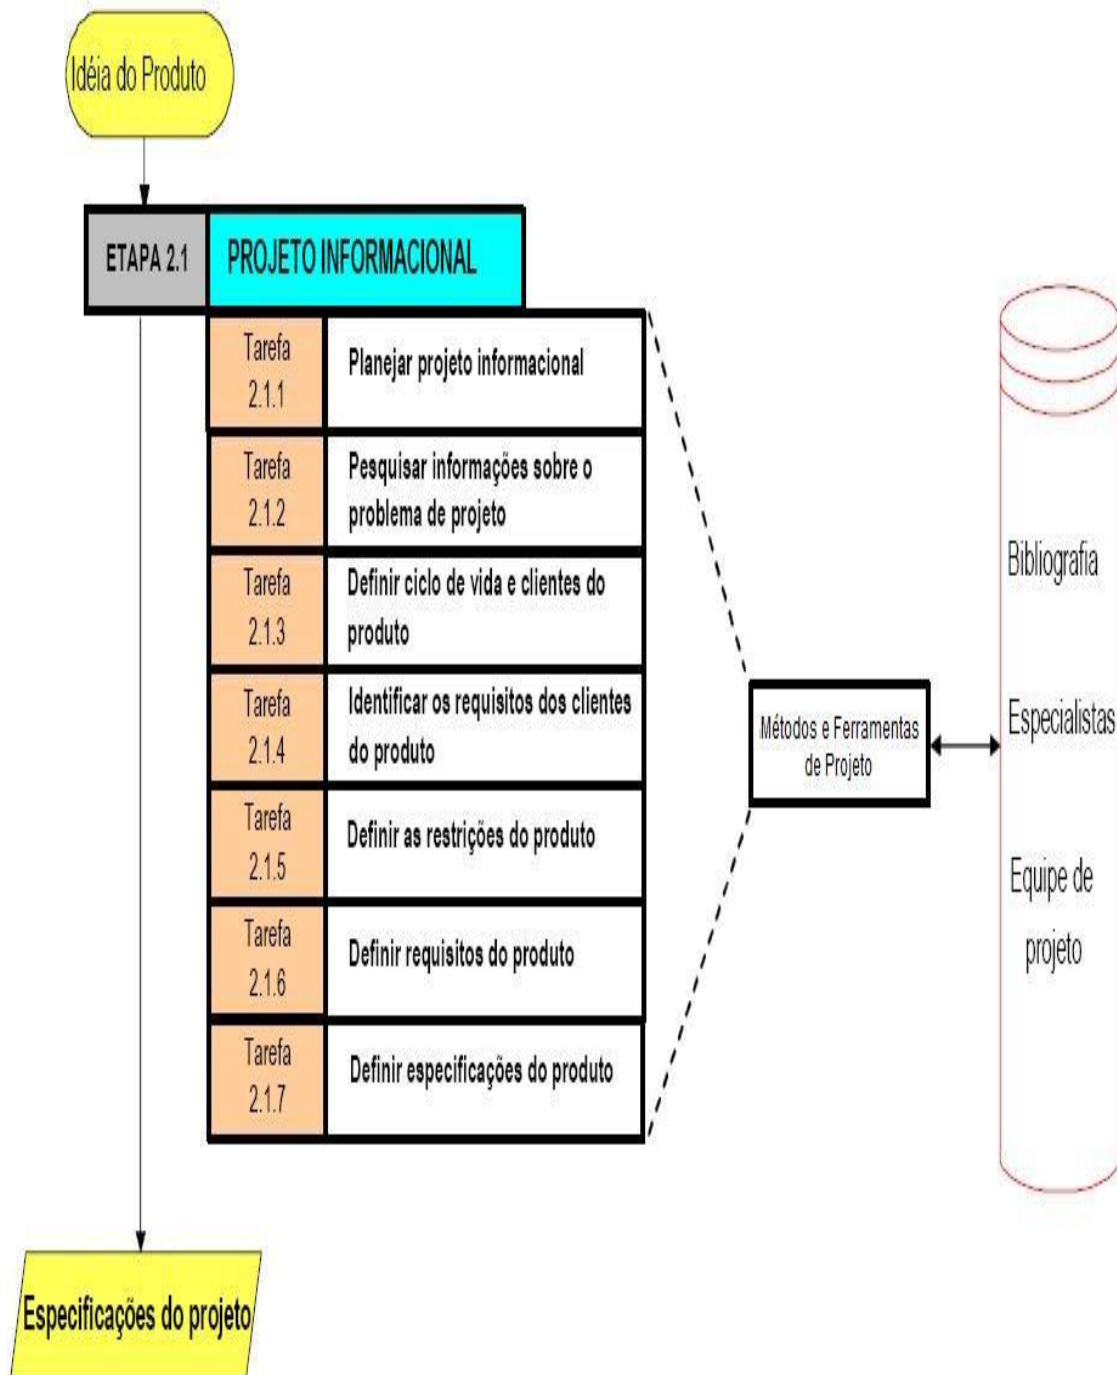 Idéia do Produto
ETAPA 2.1
PROJETO INFORMACIONAL
Tarefa
2.1.1
Planejar projeto informacional
Tarefa
2.1.2
Pesquisar informações sobre o
problema de projeto
Tarefa
2.1.3
Definir ciclo de vida e clientes do
produto
Tarefa
2.1.4
Identificar os requisitos dos clientes
do produto
Tarefa
2.1.5
Definir as restrições do produto
Tarefa
2.1.6
Definir requisitos do produto
Tarefa
2.1.7
Definir especificações do produto
Métodos e Ferramentas
de Projeto
Bibliografia
Especialistas
Equipe de
projeto
Especificações do projeto